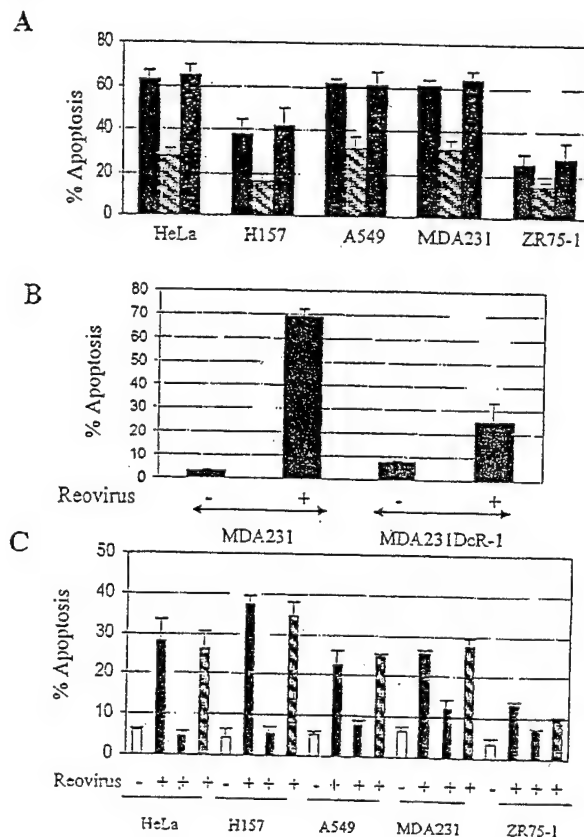 A
% Apoptosis
80
60
40
20
0
HeLa H157 A549 MDA231 ZR75-1
B
% Apoptosis
80
70
60
50
40
30
20
10
0
Reovirus - + - +
MDA231 MDA231DcR-1
C
% Apoptosis
50
40
30
20
10
0
Reovirus - + + + - + + + - + + + - + + + - + + +
HeLa H157 A549 MDA231 ZR75-1